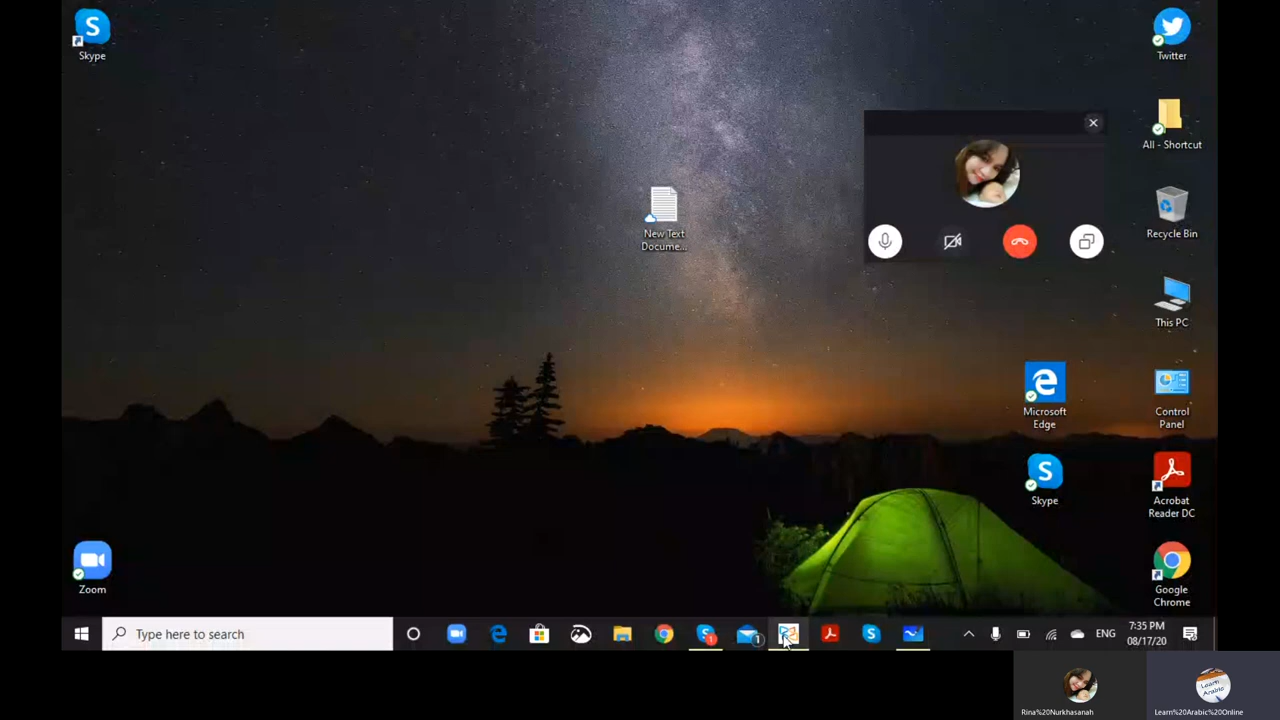 Skype
Twitter
All - Shortcut
New Text
Docume...
Recycle Bin
This PC
Microsoft
Edge
Control
Panel
Skype
Acrobat
Reader DC
Zoom
Google
Chrome
Type here to search
ENG
7:35 PM
08/17/20
Rina%20Nurkhasanah
Learn
Arabic
Learn%20Arabic%20Online